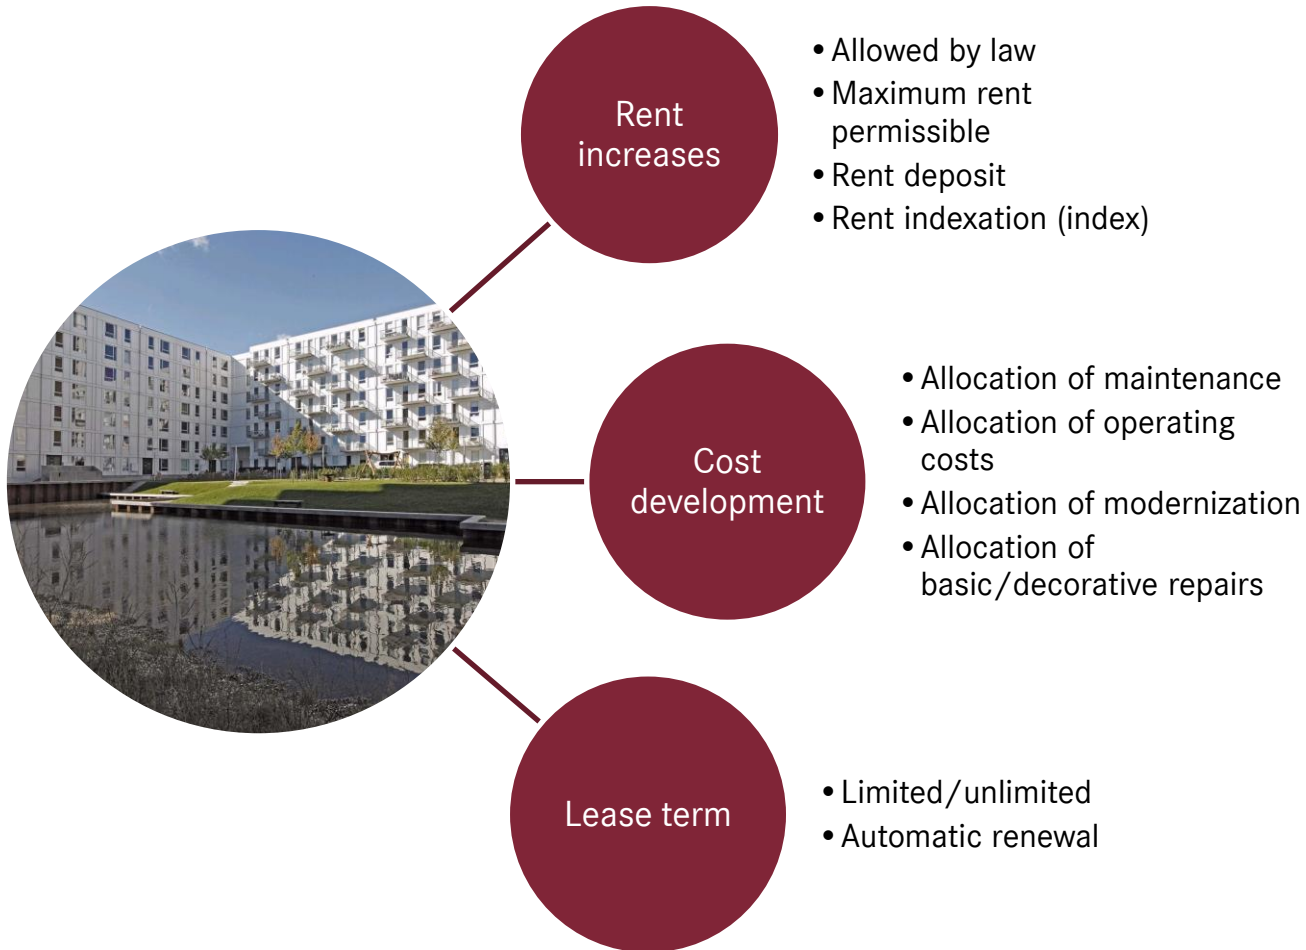 Rent
increases
• Allowed by law
• Maximum rent
permissible
• Rent deposit
• Rent indexation (index)
Cost
development
• Allocation of maintenance
• Allocation of operating
costs
• Allocation of modernization
• Allocation of
basic/decorative repairs
Lease term
• Limited/unlimited
• Automatic renewal